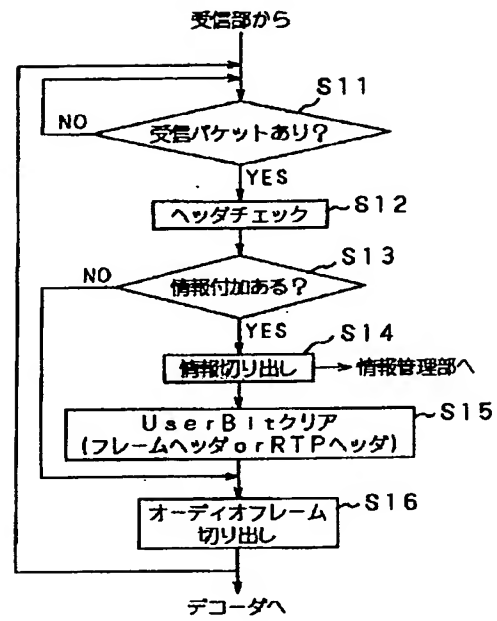 受信部から
S11
NO
受信パケットあり?
YES
ヘッダチェック
S12
S13
NO
情報付加ある?
YES
S14
情報切り出し
情報管理部へ
UserBitクリア
(フレームヘッダorRTPヘッダ)
S15
オーディオフレーム
切り出し
S16
デコーダへ